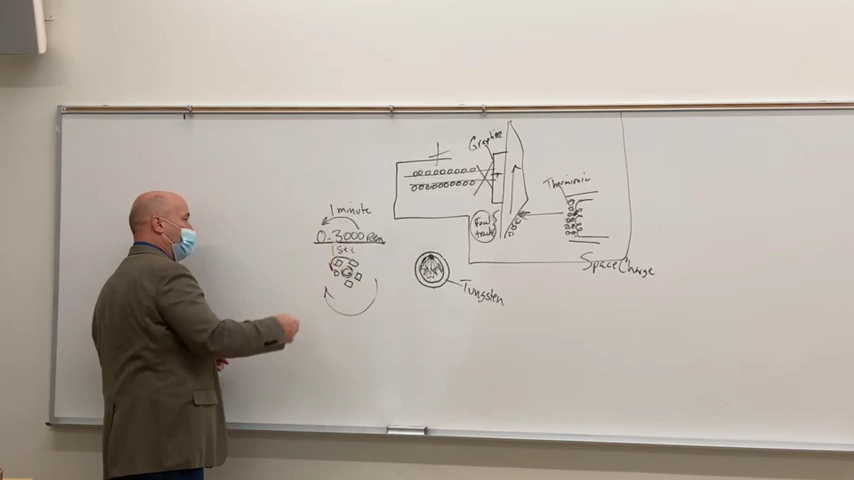 Graphite
Thermionic
1 minute
0-3000 RPM
1 Sec
Focal
track
Space Charge
Tungsten